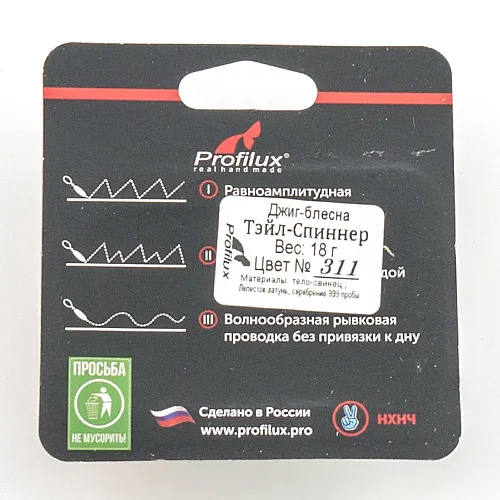 Profilux®
real handmade
I Равноамплитудная
Джиг-блесна
Тэйл-Спиннер
Вес: 18 г
Цвет № 311
Материалы: тело-свинец;
Лепесток-латунь, серебрение 999 пробы
Profilux
II
дой
III Волнообразная рывковая
проводка без привязки к дну
ПРОСЬБА
НЕ МУСОРИТЬ!
Сделано в России
www.profilux.pro
НХНЧ